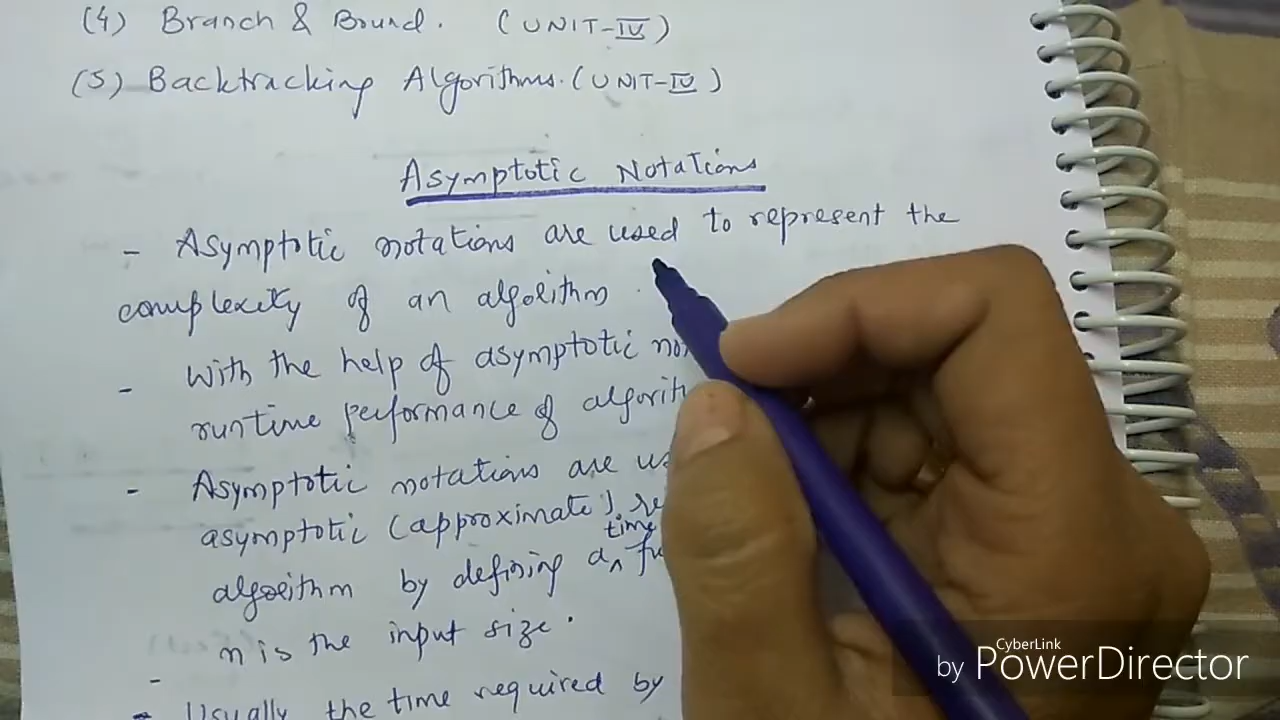 (4) Branch & Bound. (UNIT-IV)
(5) Backtracking Algorithms. (UNIT-IV)
Asymptotic Notations
- Asymptotic notations are used to represent the
complexity of an algorithm.
- With the help of asymptotic
runtime performance of
- Asymptotic notations are
asymptotic (approximate)
time
algorithm by defining a^
n is the input size.
-
- Usually the time required by
CyberLink
by PowerDirector